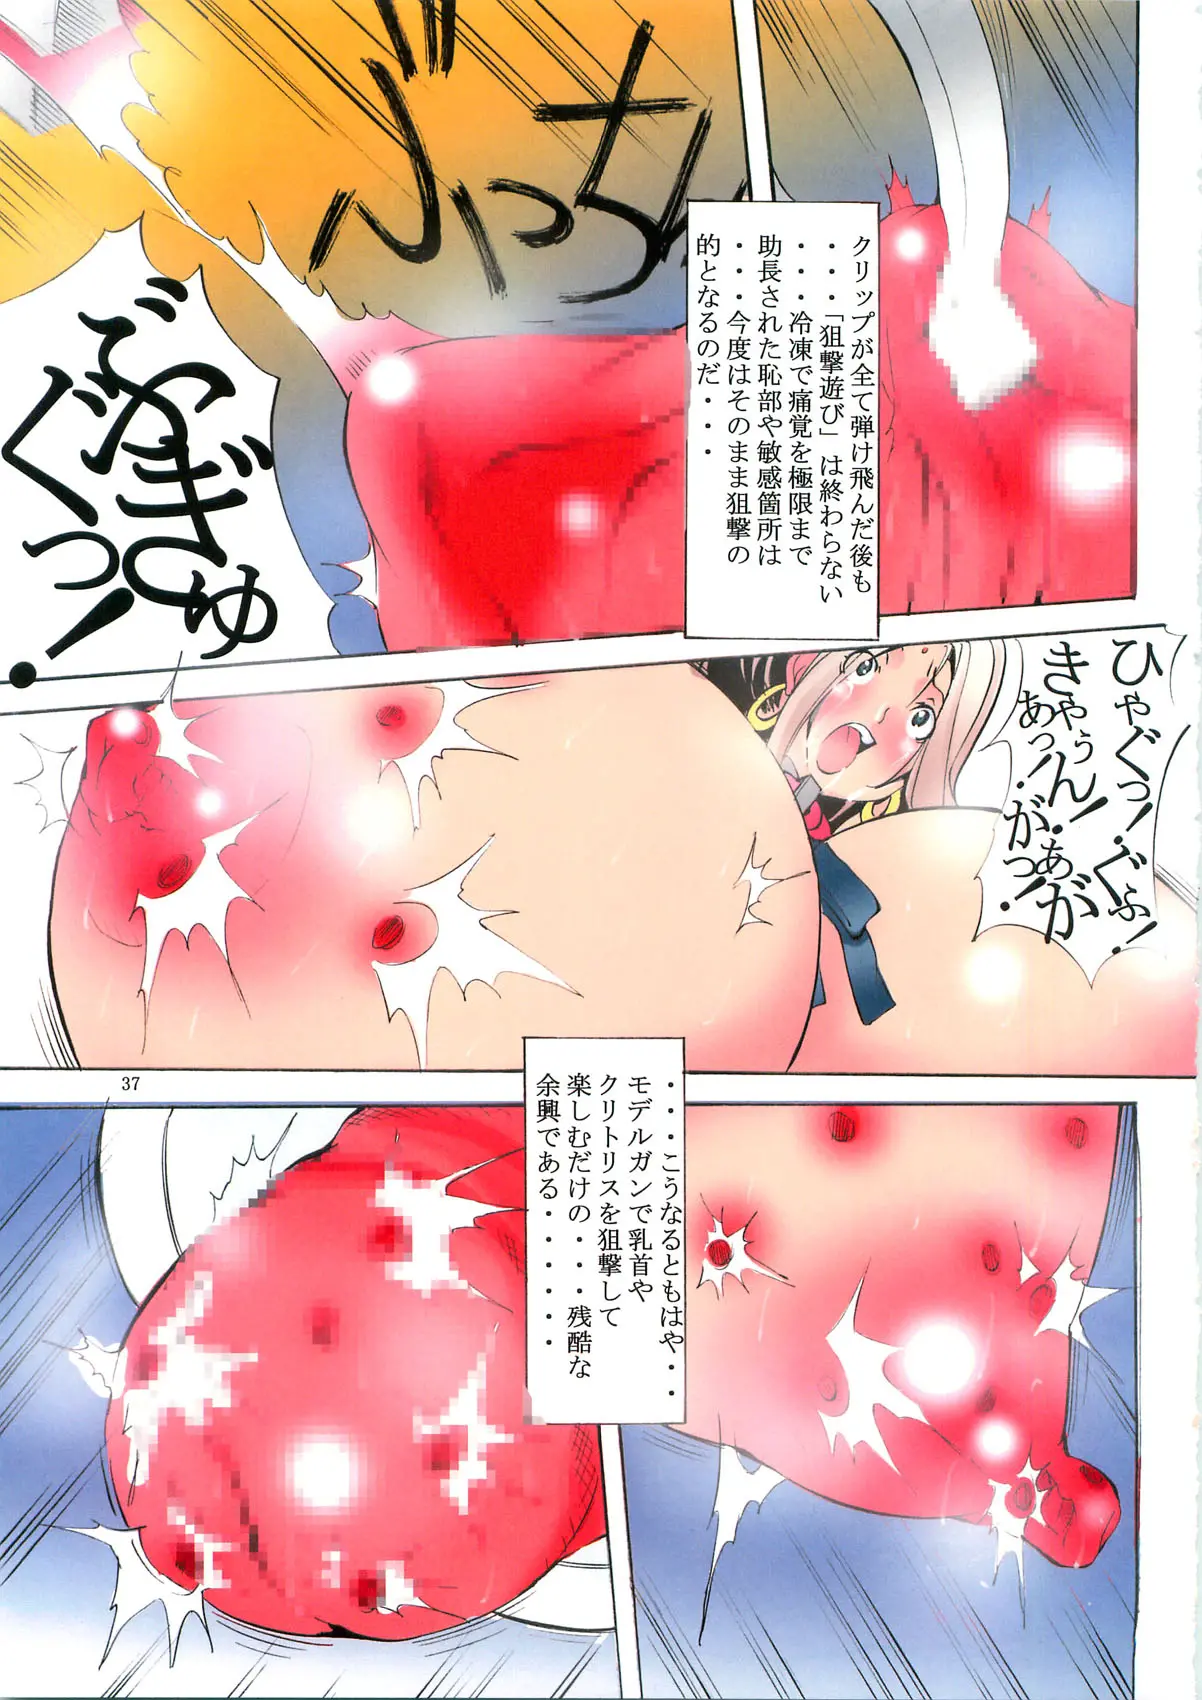 クリップが全て弾け飛んだ後も
・・・「狙撃遊び」は終わらない
・・・・冷凍で痛覚を極限まで
助長された恥部や敏感箇所は
・・・・今度はそのまま狙撃の
的となるのだ・・・
ひゃぐっ！ぐふ！
きゃぅん！あが
あっ！がっ！
・・・・こうなるともはや・・
モデルガンで乳首や
クリトリスを狙撃して
楽しむだけの・・・残酷な
余興である・・・・・・
37